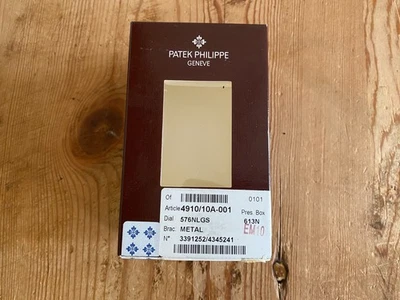 PATEK PHILIPPE
GENEVE
Of 0101
Article 4910/10A-001
Dial 576NLGS Pres. Box 613N
Brac. METAL EM10
N° 3391252/4345241